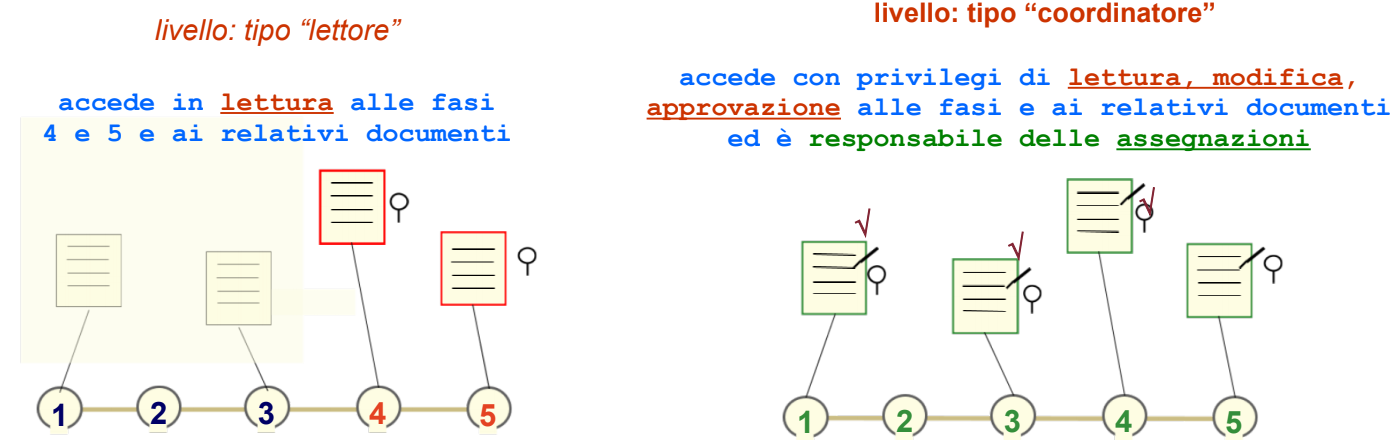 livello: tipo “lettore”
accede in lettura alle fasi
4 e 5 e ai relativi documenti
1 2 3 4 5
livello: tipo “coordinatore”
accede con privilegi di lettura, modifica,
approvazione alle fasi e ai relativi documenti
ed è responsabile delle assegnazioni
√ √ √
1 2 3 4 5